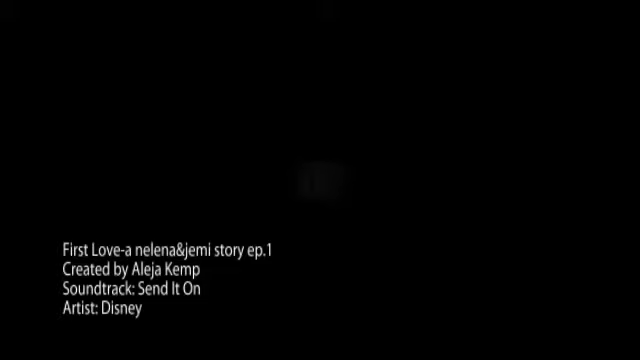 First Love-a nelena&jemi story ep.1
Created by Aleja Kemp
Soundtrack: Send It On
Artist: Disney